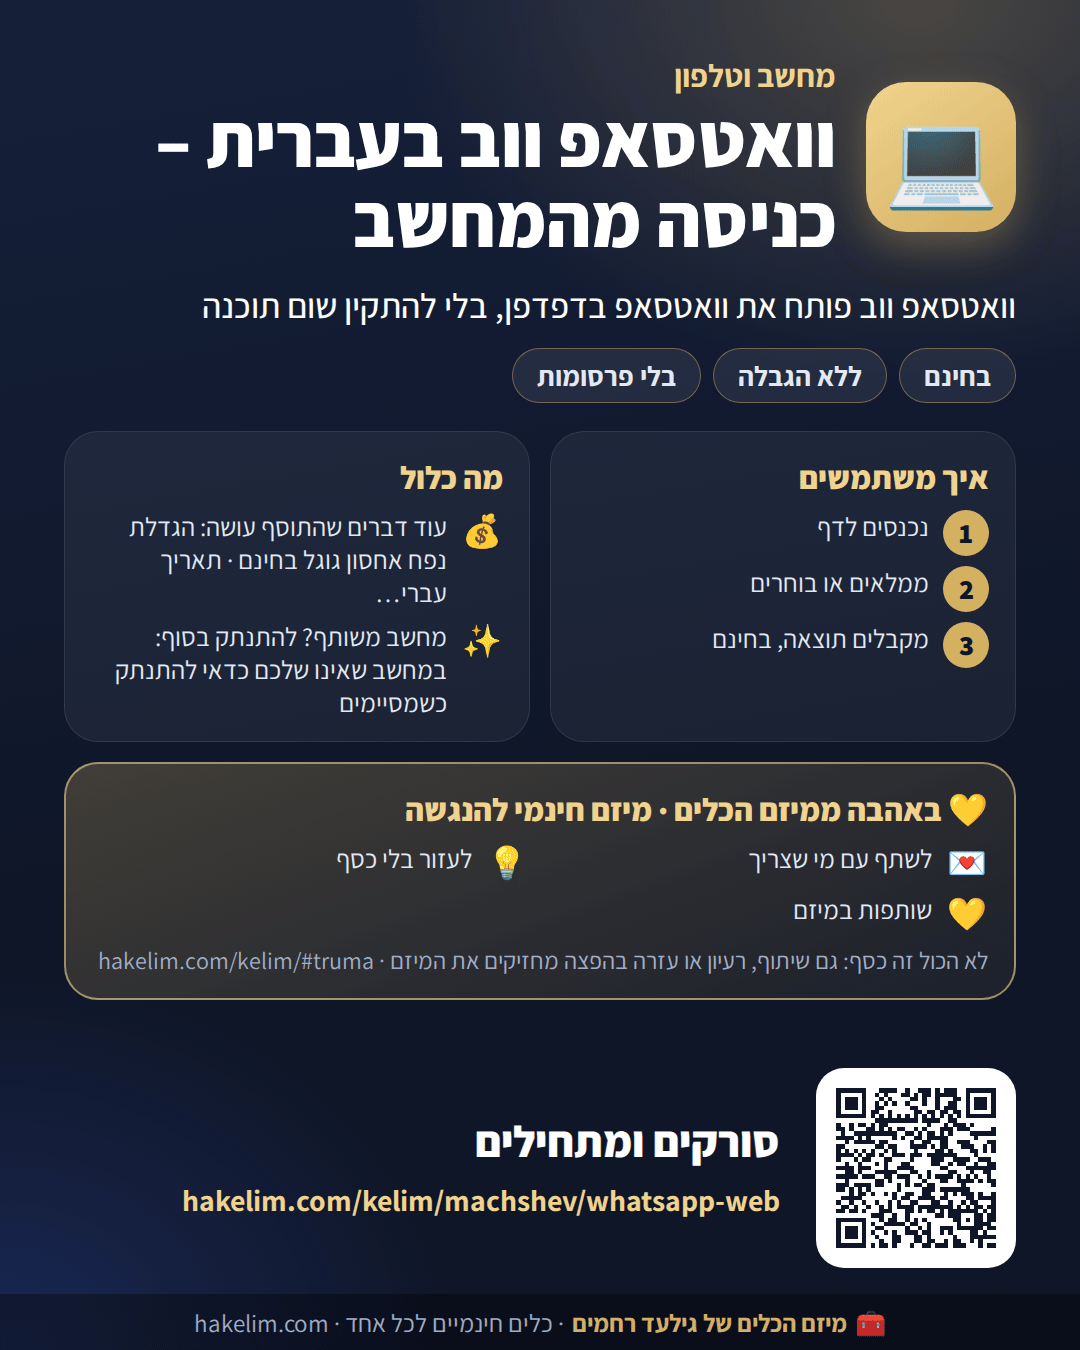 מחשב וטלפון
וואטסאפ ווב בעברית –
כניסה מהמחשב
וואטסאפ ווב פותח את וואטסאפ בדפדפן, בלי להתקין שום תוכנה
בחינם
ללא הגבלה
בלי פרסומות
איך משתמשים
1 נכנסים לדף
2 ממלאים או בוחרים
3 מקבלים תוצאה, בחינם
מה כלול
עוד דברים שהתוסף עושה: הגדלת
נפח אחסון גוגל בחינם · תאריך
עברי…
מחשב משותף? להתנתק בסוף:
במחשב שאינו שלכם כדאי להתנתק
כשמסיימים
באהבה ממיזם הכלים · מיזם חינמי להנגשה
לשתף עם מי שצריך
לעזור בלי כסף
שותפות במיזם
לא הכול זה כסף: גם שיתוף, רעיון או עזרה בהפצה מחזיקים את המיזם · hakelim.com/kelim/#truma
סורקים ומתחילים
hakelim.com/kelim/machshev/whatsapp-web
מיזם הכלים של גילעד רחמים · כלים חינמיים לכל אחד · hakelim.com